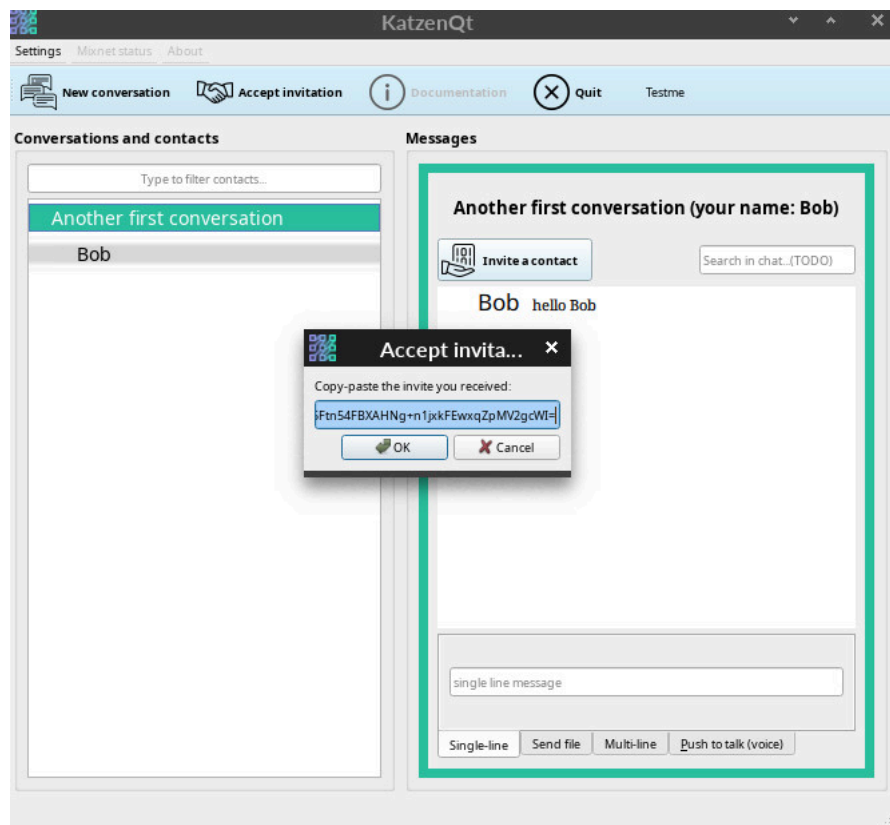 KatzenQt
Settings Mixnet status About
New conversation Accept invitation Documentation Quit Testme
Conversations and contacts
Type to filter contacts...
Another first conversation
Bob
Messages
Another first conversation (your name: Bob)
Invite a contact
Search in chat...(TODO)
Bob hello Bob
Accept invita...
Copy-paste the invite you received:
Ftn54FBXAHNg+n1jxkFEwxqZpMV2gcWI=
OK Cancel
single line message
Single-line Send file Multi-line Push to talk (voice)